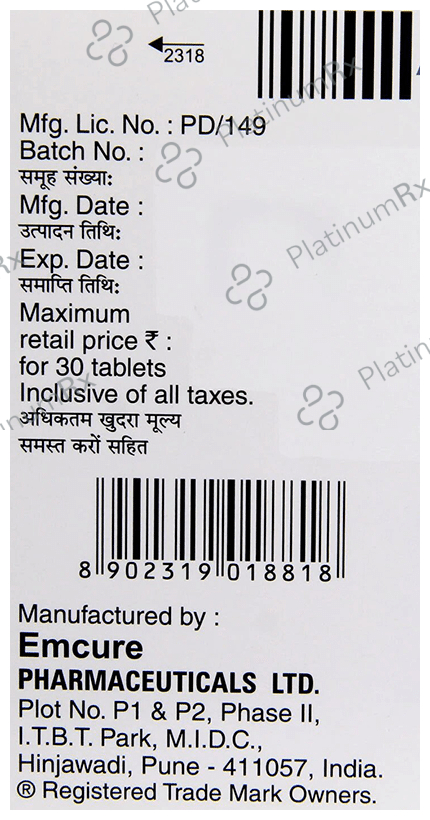 2318
Mfg. Lic. No. : PD/149
Batch No. :
समूह संख्याः
Mfg. Date :
उत्पादन तिथिः
Exp. Date :
समाप्ति तिथिः
Maximum
retail price ₹ :
for 30 tablets
Inclusive of all taxes.
अधिकतम खुदरा मूल्य
समस्त करों सहित
8 902319 018818
Manufactured by :
Emcure
PHARMACEUTICALS LTD.
Plot No. P1 & P2, Phase II,
I.T.B.T. Park, M.I.D.C.,
Hinjawadi, Pune - 411057, India.
® Registered Trade Mark Owners.
PlatinumRx
PlatinumRx